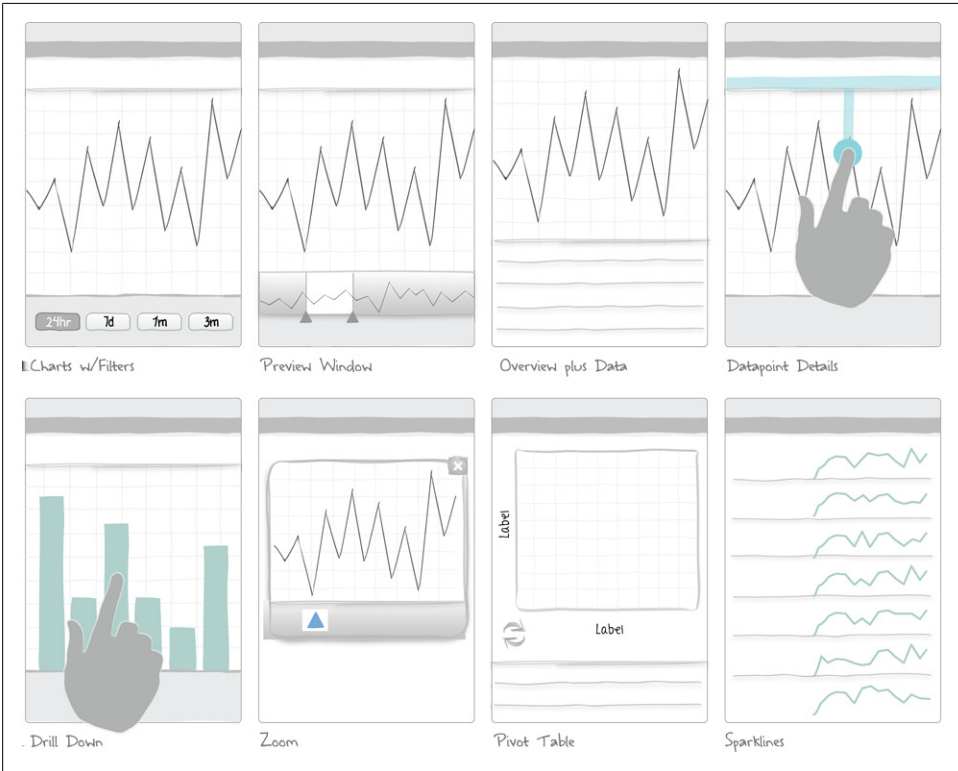 24hr 7d 1m 3m
Charts w/Filters
Preview Window
Overview plus Data
Datapoint Details
Label
Label
. Drill Down
Zoom
Pivot Table
Sparklines